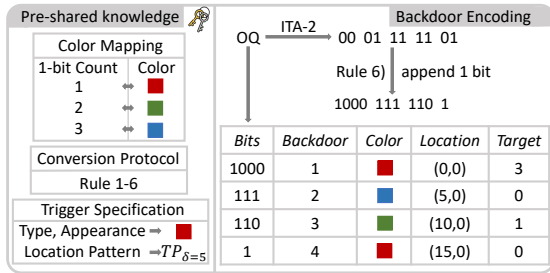 Pre-shared knowledge
Color Mapping
1-bit Count Color
1
2
3
Conversion Protocol
Rule 1-6
Trigger Specification
Type, Appearance
Location Pattern TPδ=5
Backdoor Encoding
OQ ITA-2 00 01 11 11 01
Rule 6) append 1 bit
1000 111 110 1
Bits Backdoor Color Location Target
1000 1 (0,0) 3
111 2 (5,0) 0
110 3 (10,0) 1
1 4 (15,0) 0